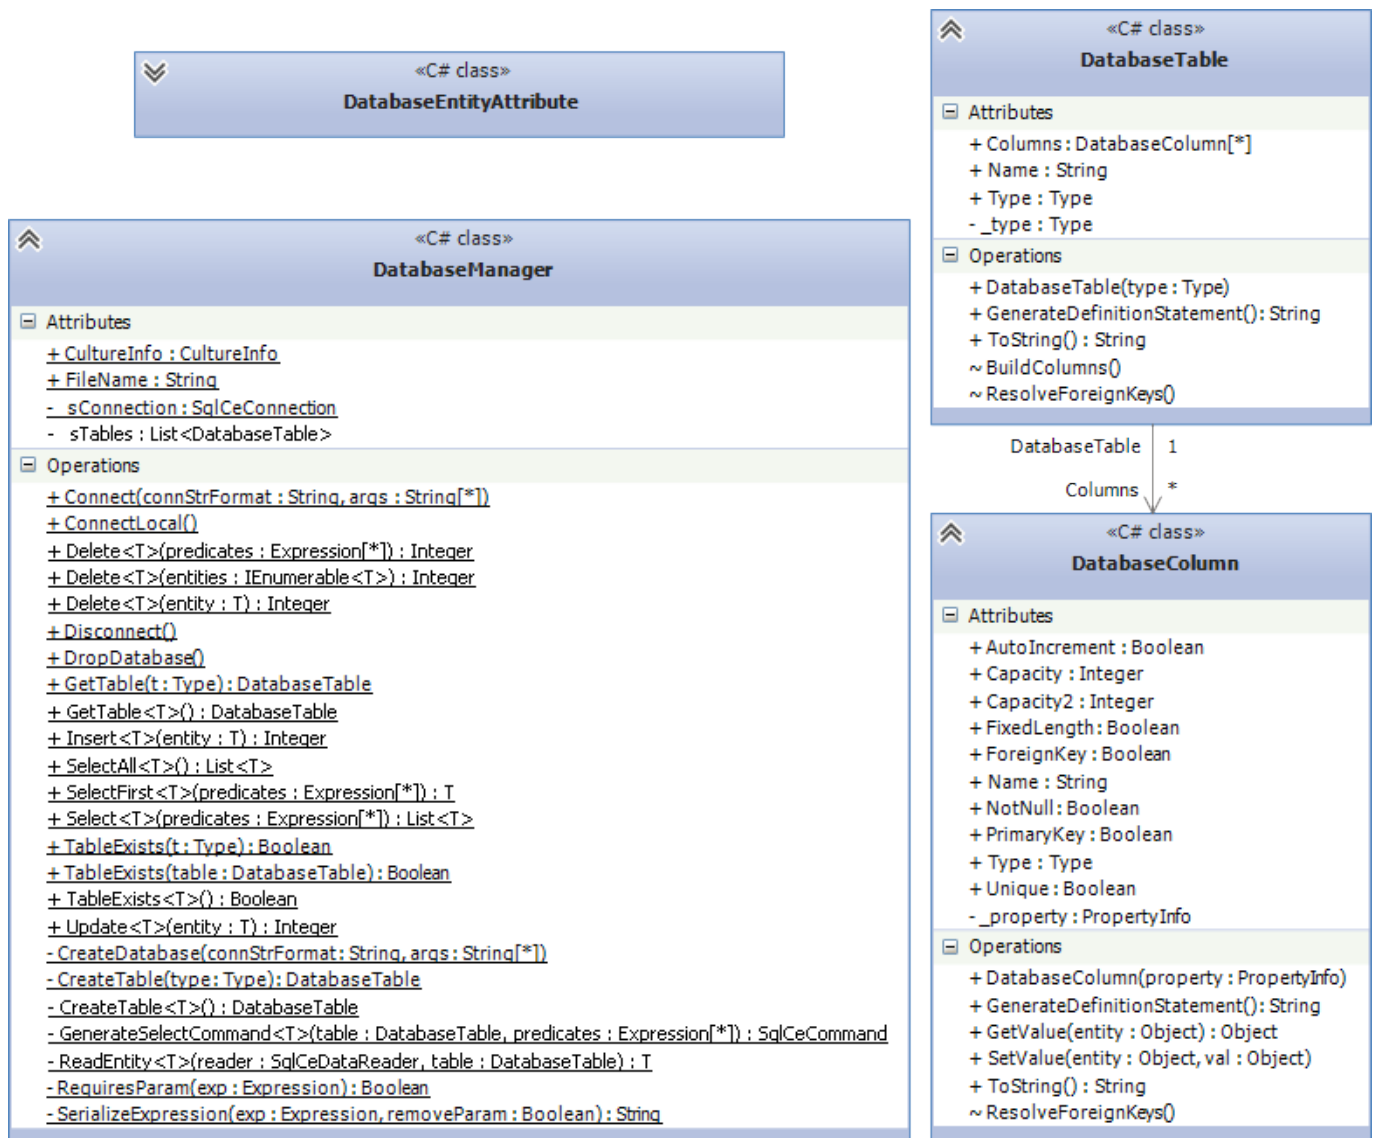 «C# class»
DatabaseEntityAttribute
«C# class»
DatabaseManager
Attributes
+ CultureInfo : CultureInfo
+ FileName : String
- sConnection : SqlCeConnection
- sTables : List<DatabaseTable>
Operations
+ Connect(connStrFormat : String, args : String[*])
+ ConnectLocal()
+ Delete<T>(predicates : Expression[*]) : Integer
+ Delete<T>(entities : IEnumerable<T>) : Integer
+ Delete<T>(entity : T) : Integer
+ Disconnect()
+ DropDatabase()
+ GetTable(t : Type) : DatabaseTable
+ GetTable<T>() : DatabaseTable
+ Insert<T>(entity : T) : Integer
+ SelectAll<T>() : List<T>
+ SelectFirst<T>(predicates : Expression[*]) : T
+ Select<T>(predicates : Expression[*]) : List<T>
+ TableExists(t : Type) : Boolean
+ TableExists(table : DatabaseTable) : Boolean
+ TableExists<T>() : Boolean
+ Update<T>(entity : T) : Integer
- CreateDatabase(connStrFormat : String, args : String[*])
- CreateTable(type : Type) : DatabaseTable
- CreateTable<T>() : DatabaseTable
- GenerateSelectCommand<T>(table : DatabaseTable, predicates : Expression[*]) : SqlCeCommand
- ReadEntity<T>(reader : SqlCeDataReader, table : DatabaseTable) : T
- RequiresParam(exp : Expression) : Boolean
- SerializeExpression(exp : Expression, removeParam : Boolean) : String
«C# class»
DatabaseTable
Attributes
+ Columns : DatabaseColumn[*]
+ Name : String
+ Type : Type
- _type : Type
Operations
+ DatabaseTable(type : Type)
+ GenerateDefinitionStatement() : String
+ ToString() : String
~ BuildColumns()
~ ResolveForeignKeys()
DatabaseTable 1
Columns *
«C# class»
DatabaseColumn
Attributes
+ AutoIncrement : Boolean
+ Capacity : Integer
+ Capacity2 : Integer
+ FixedLength : Boolean
+ ForeignKey : Boolean
+ Name : String
+ NotNull : Boolean
+ PrimaryKey : Boolean
+ Type : Type
+ Unique : Boolean
- _property : PropertyInfo
Operations
+ DatabaseColumn(property : PropertyInfo)
+ GenerateDefinitionStatement() : String
+ GetValue(entity : Object) : Object
+ SetValue(entity : Object, val : Object)
+ ToString() : String
~ ResolveForeignKeys()